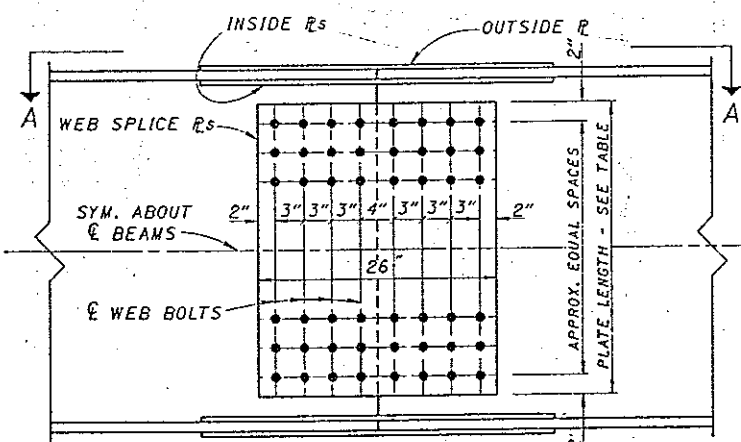 INSIDE ℞s
OUTSIDE ℞
2"
A
A
WEB SPLICE ℞s
2" 3" 3" 3" 4" 3" 3" 3" 2"
SYM. ABOUT
℄ BEAMS
26"
℄ WEB BOLTS
APPROX. EQUAL SPACES
PLATE LENGTH - SEE TABLE